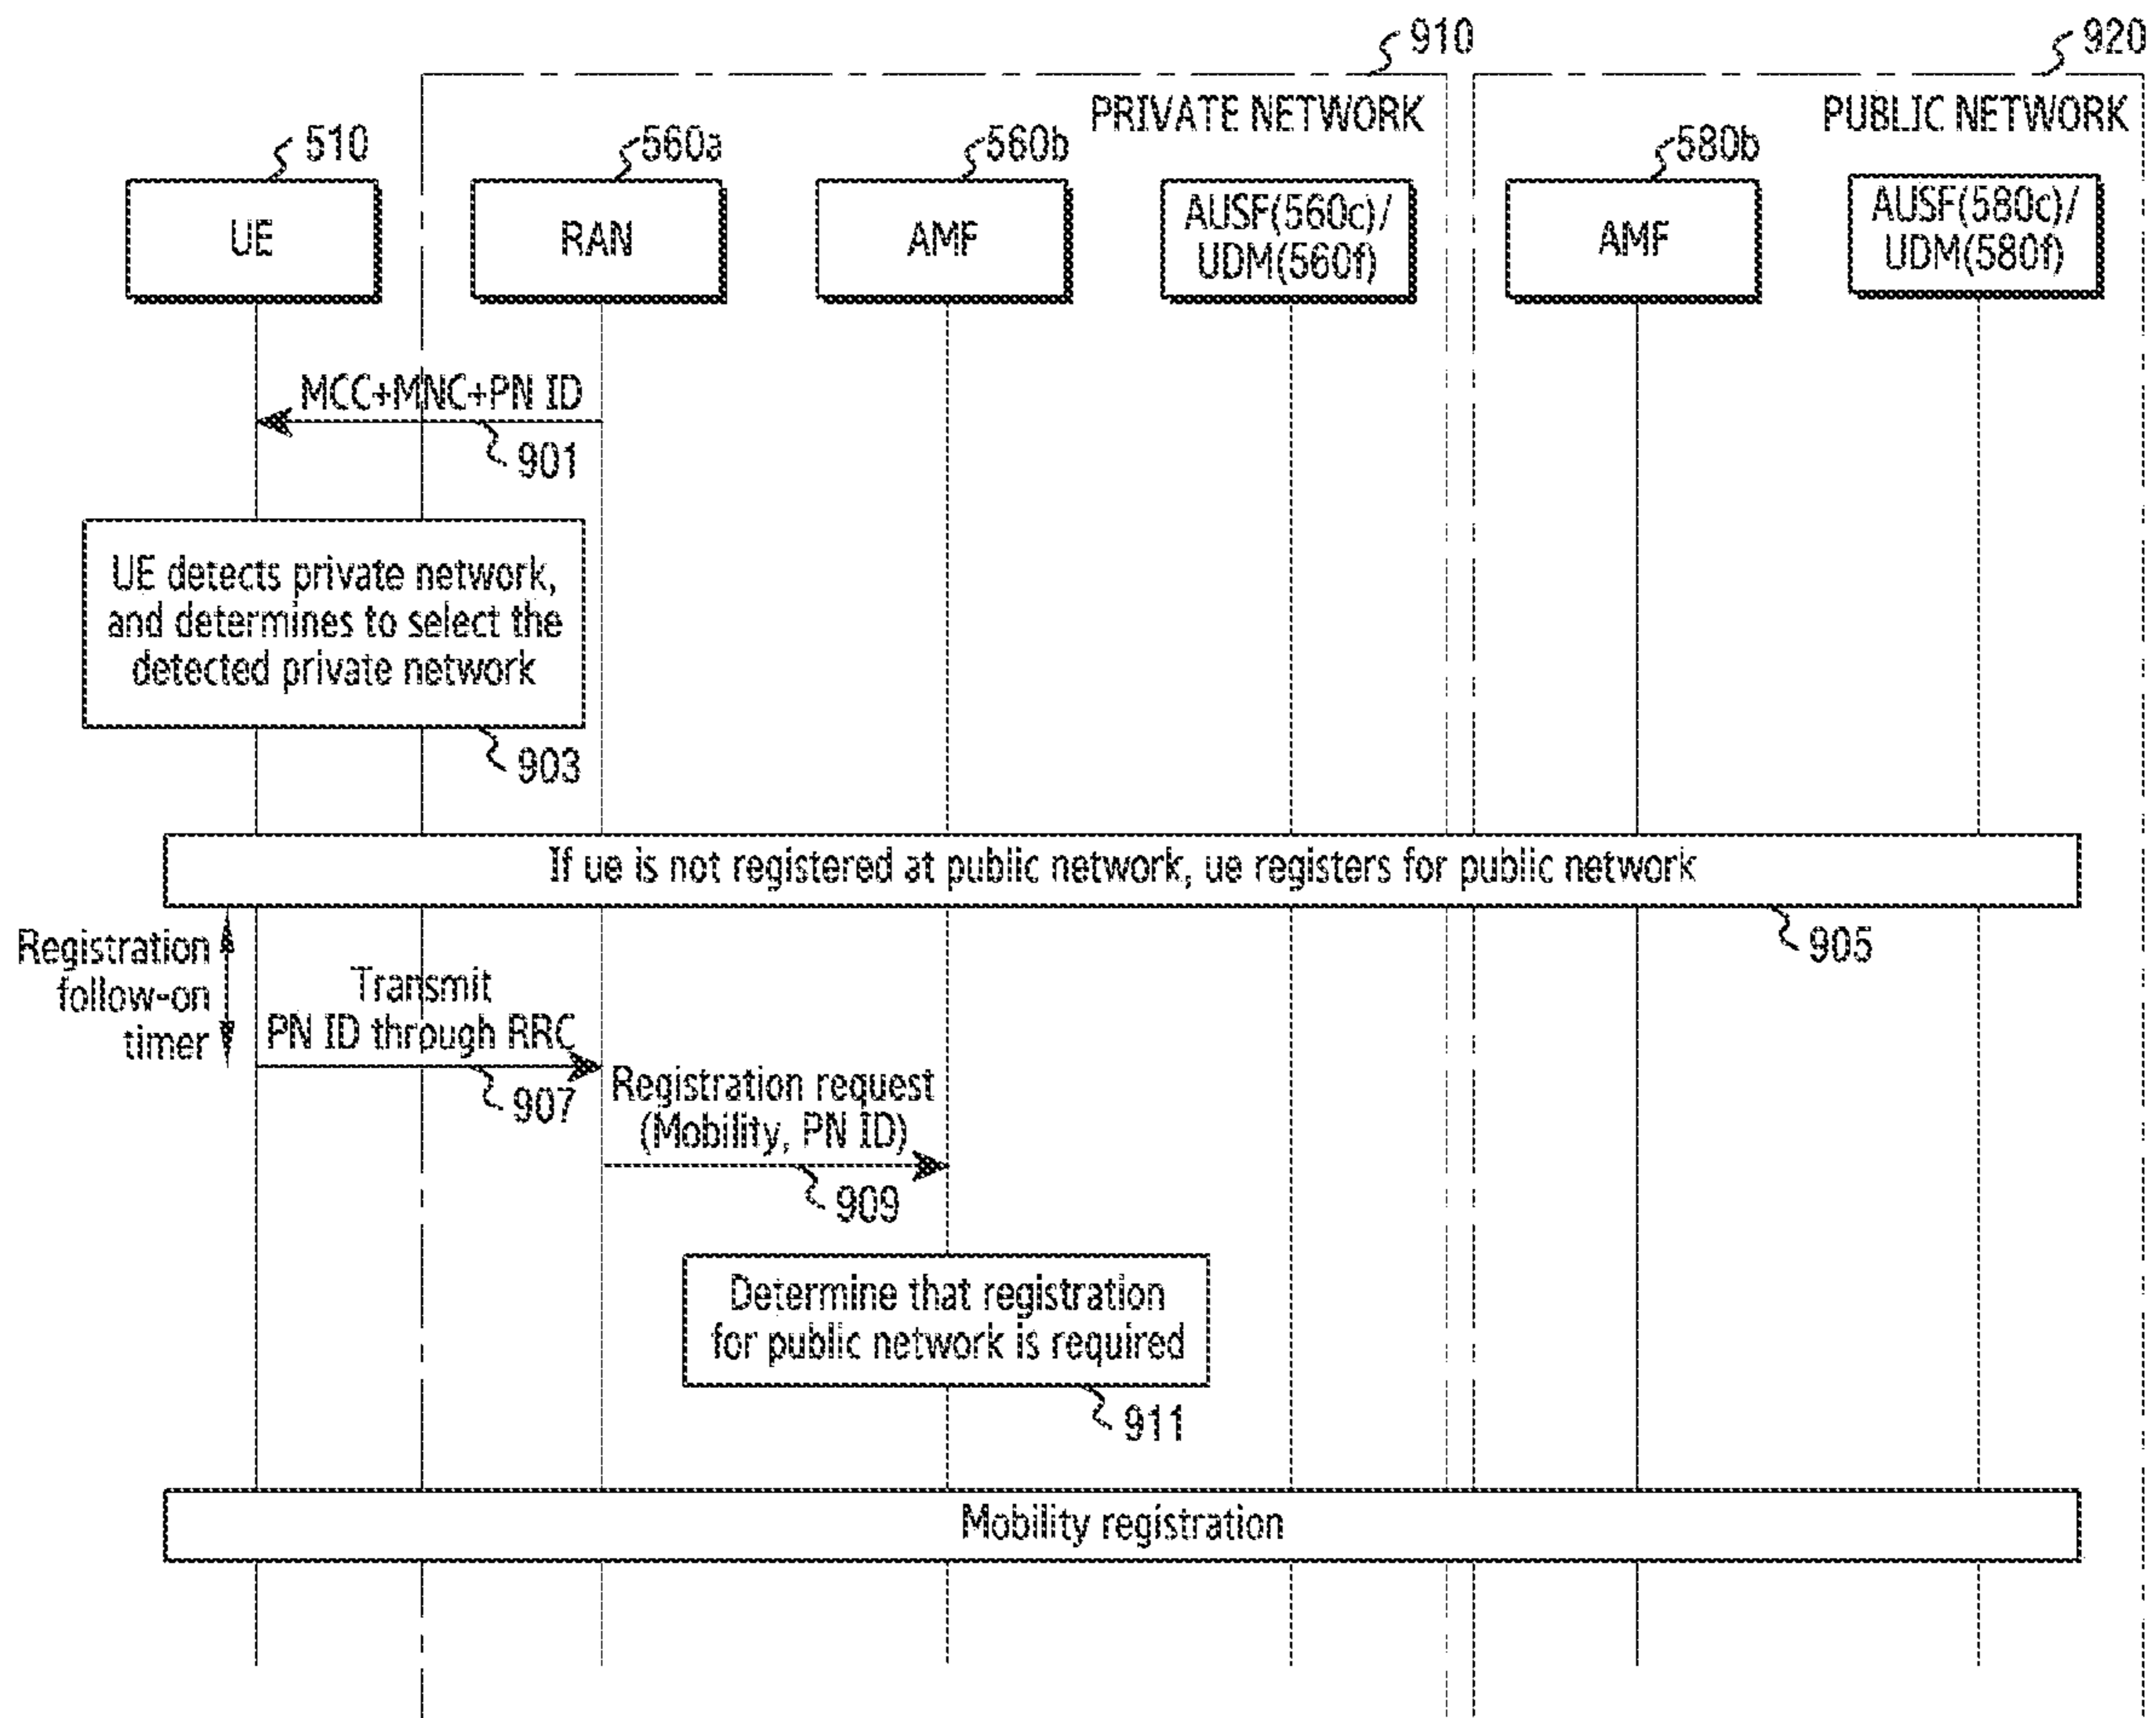 910
920
PRIVATE NETWORK
PUBLIC NETWORK
510
560a
560b
580b
UE
RAN
AMF
AUSF(560c)/
UDM(560f)
AMF
AUSF(580c)/
UDM(580f)
MCC+MNC+PN ID
901
UE detects private network,
and determines to select the
detected private network
903
If ue is not registered at public network, ue registers for public network
905
Registration
follow-on
timer
Transmit
PN ID through RRC
907
Registration request
(Mobility, PN ID)
909
Determine that registration
for public network is required
911
Mobility registration